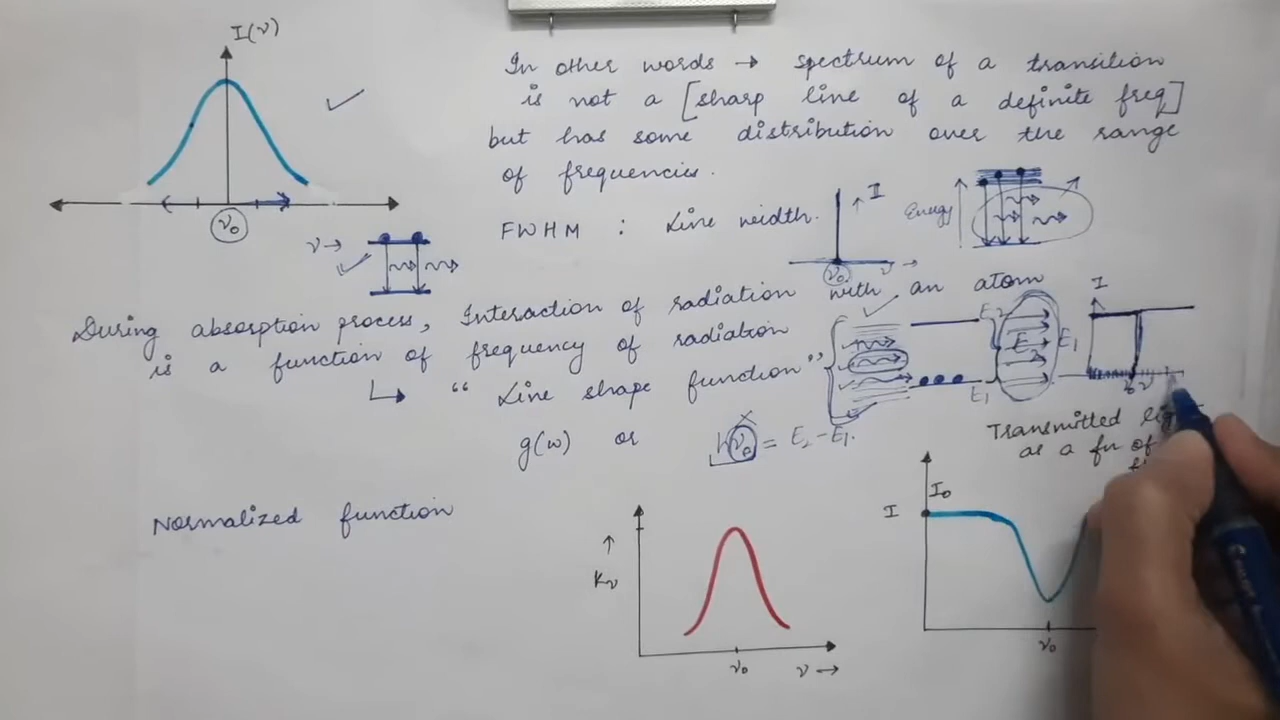 I(ν)
In other words → spectrum of a transition
is not a [sharp line of a definite freq]
but has some distribution over the range
of frequencies.
ν₀
ν →
FWHM : Line width.
I
ν₀
ν →
Energy
During absorption process, Interaction of radiation with an atom
is a function of frequency of radiation
↳ " Line shape function"
g(ω) or hν₀ = E₂-E₁.
E₂
E₁
E
E₁
I
ν₀ ν
Transmitted
as a fn of
Normalized function
↑
Kν
ν₀
ν →
I
I₀
ν₀